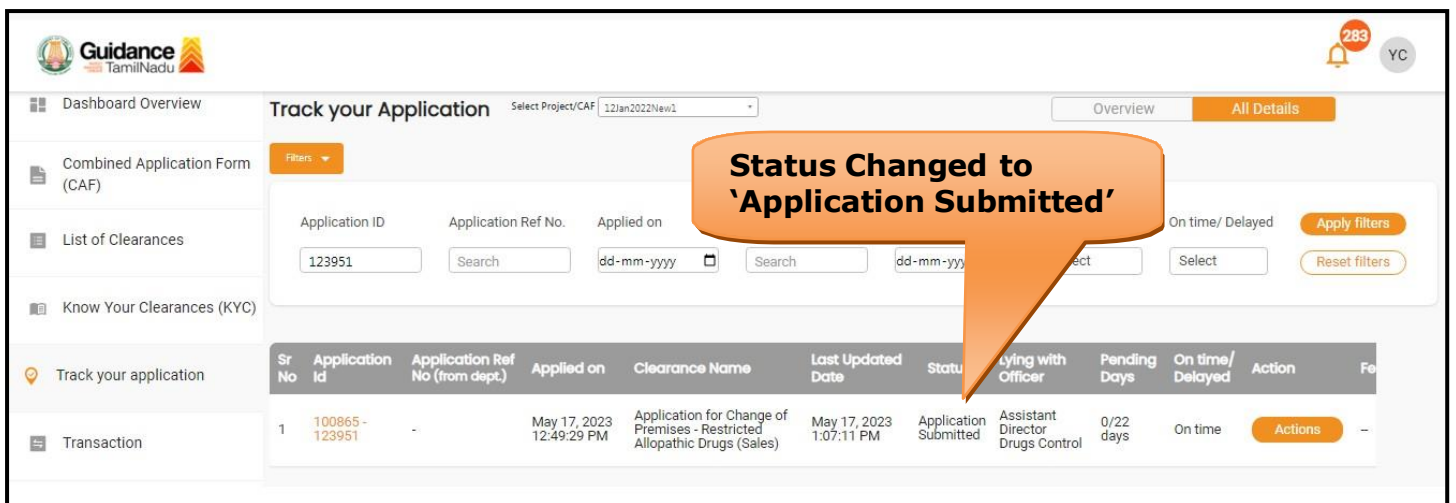 Guidance
TamilNadu
283
YC
Dashboard Overview
Combined Application Form
(CAF)
List of Clearances
Know Your Clearances (KYC)
Track your application
Transaction
Track your Application
Select Project/CAF
12Jan2022New1
Overview
All Details
Filters
Status Changed to
‘Application Submitted’
Application ID
Application Ref No.
Applied on
On time/ Delayed
Apply filters
123951
Search
dd-mm-yyyy
Search
Select
Reset filters
Sr No
Application Id
Application Ref No (from dept.)
Applied on
Clearance Name
Last Updated Date
Lying with Officer
Pending Days
On time/ Delayed
Action
1
100865 -
123951
-
May 17, 2023
12:49:29 PM
Application for Change of
Premises - Restricted
Allopathic Drugs (Sales)
May 17, 2023
1:07:11 PM
Application
Submitted
Assistant
Director
Drugs Control
0/22
days
On time
Actions
--